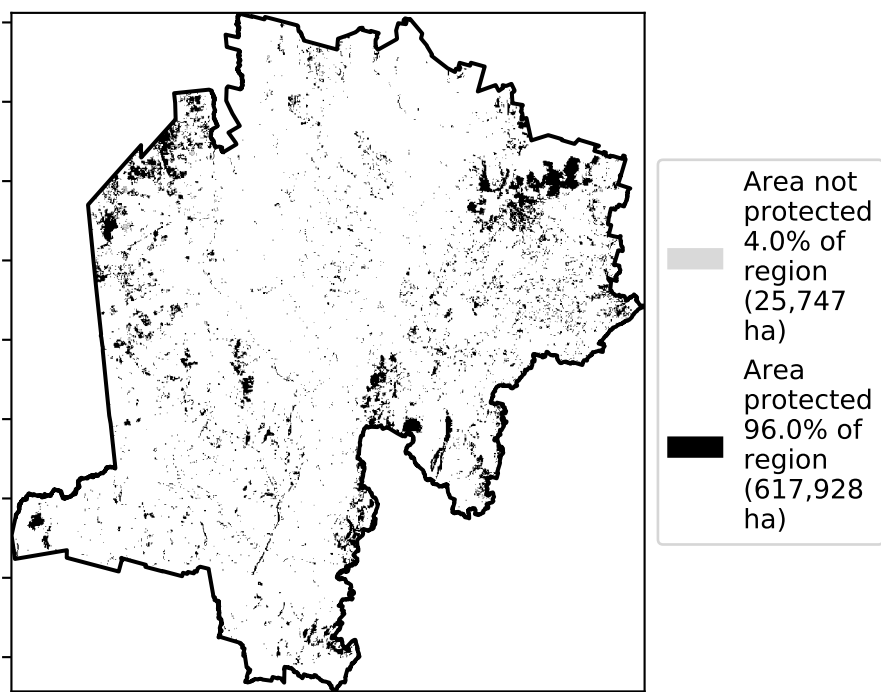 Area not
protected
4.0% of
region
(25,747
ha)
Area
protected
96.0% of
region
(617,928
ha)